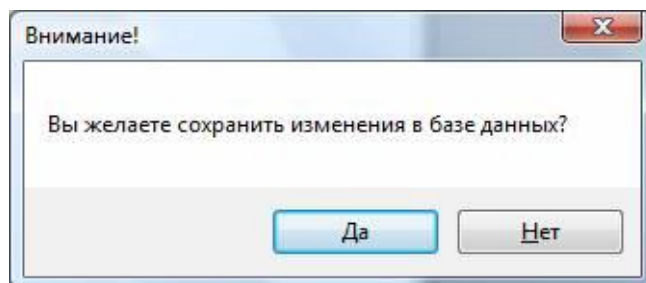 Внимание!
Вы желаете сохранить изменения в базе данных?
Да
Нет